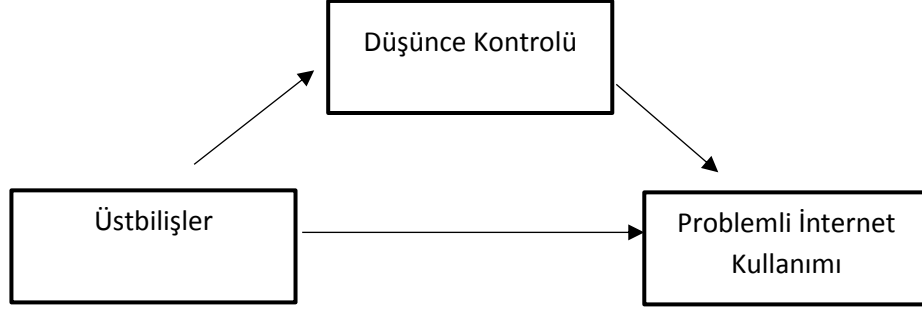 Düşünce Kontrolü
Üstbilişler
Problemli İnternet
Kullanımı